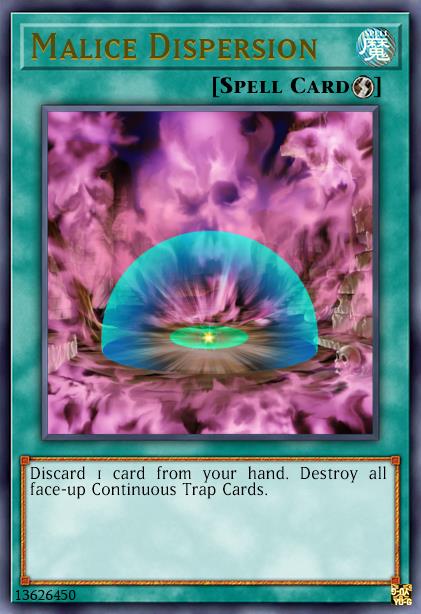 Malice Dispersion
SPELL
魔
[Spell Card]
Discard 1 card from your hand. Destroy all
face-up Continuous Trap Cards.
13626450